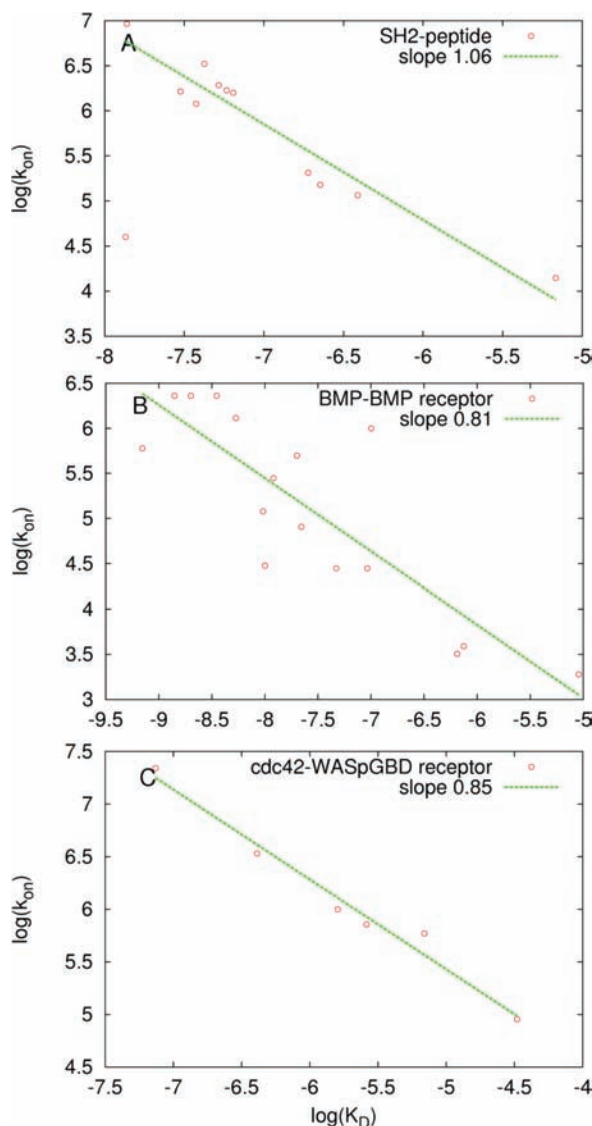 7
A
SH2-peptide
slope 1.06
6.5
6
5.5
5
4.5
4
3.5
log(kon)
-8 -7.5 -7 -6.5 -6 -5.5 -5
6.5
B
BMP-BMP receptor
slope 0.81
6
5.5
5
4.5
4
3.5
3
log(kon)
-9.5 -9 -8.5 -8 -7.5 -7 -6.5 -6 -5.5 -5
7.5
C
cdc42-WASpGBD receptor
slope 0.85
7
6.5
6
5.5
5
4.5
log(kon)
-7.5 -7 -6.5 -6 -5.5 -5 -4.5 -4
log(KD)